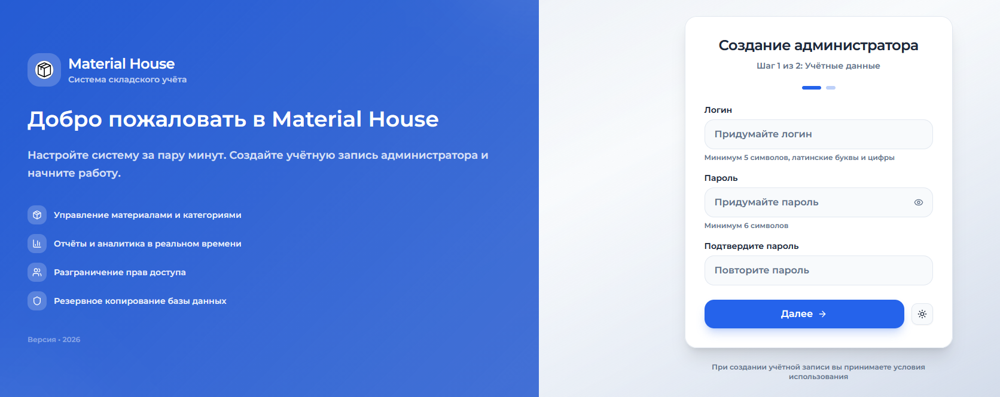 Material House
Система складского учёта
Добро пожаловать в Material House
Настройте систему за пару минут. Создайте учётную запись администратора и
начните работу.
Управление материалами и категориями
Отчёты и аналитика в реальном времени
Разграничение прав доступа
Резервное копирование базы данных
Версия • 2026
Создание администратора
Шаг 1 из 2: Учётные данные
Логин
Придумайте логин
Минимум 5 символов, латинские буквы и цифры
Пароль
Придумайте пароль
Минимум 6 символов
Подтвердите пароль
Повторите пароль
Далее →
При создании учётной записи вы принимаете условия
использования